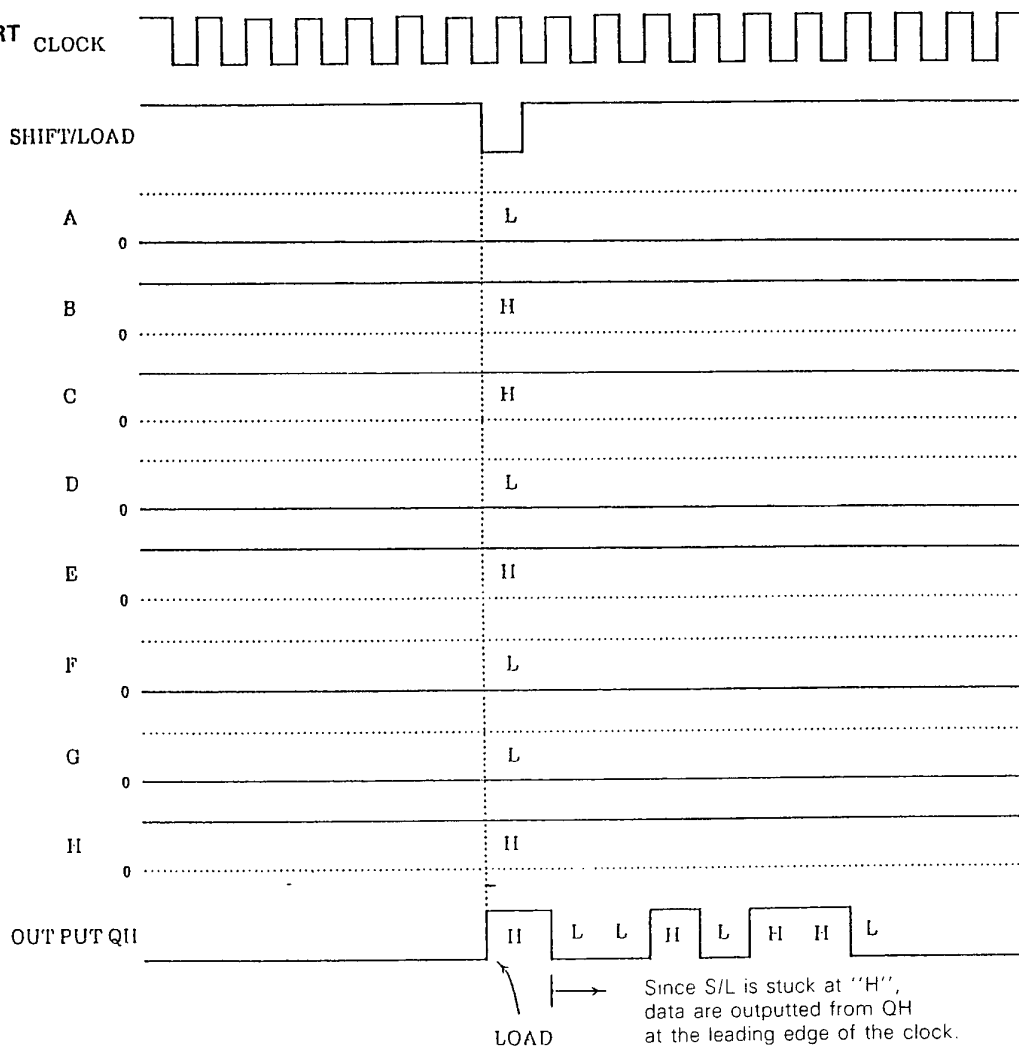 RT CLOCK
SHIFT/LOAD
A
L
0
B
H
0
C
H
0
D
L
0
E
H
0
F
L
0
G
L
0
H
H
0
OUT PUT QH
H L L H L H H L
LOAD
Since S/L is stuck at "H",
data are outputted from QH
at the leading edge of the clock.